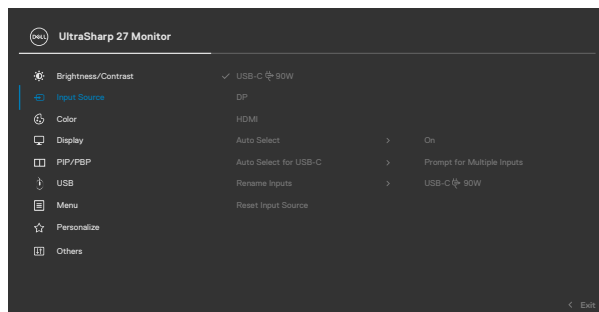 DELL UltraSharp 27 Monitor
Brightness/Contrast USB-C 90W
Input Source DP
Color HDMI
Display Auto Select > On
PIP/PBP Auto Select for USB-C > Prompt for Multiple Inputs
USB Rename Inputs > USB-C 90W
Menu Reset Input Source
Personalize
Others
< Exit